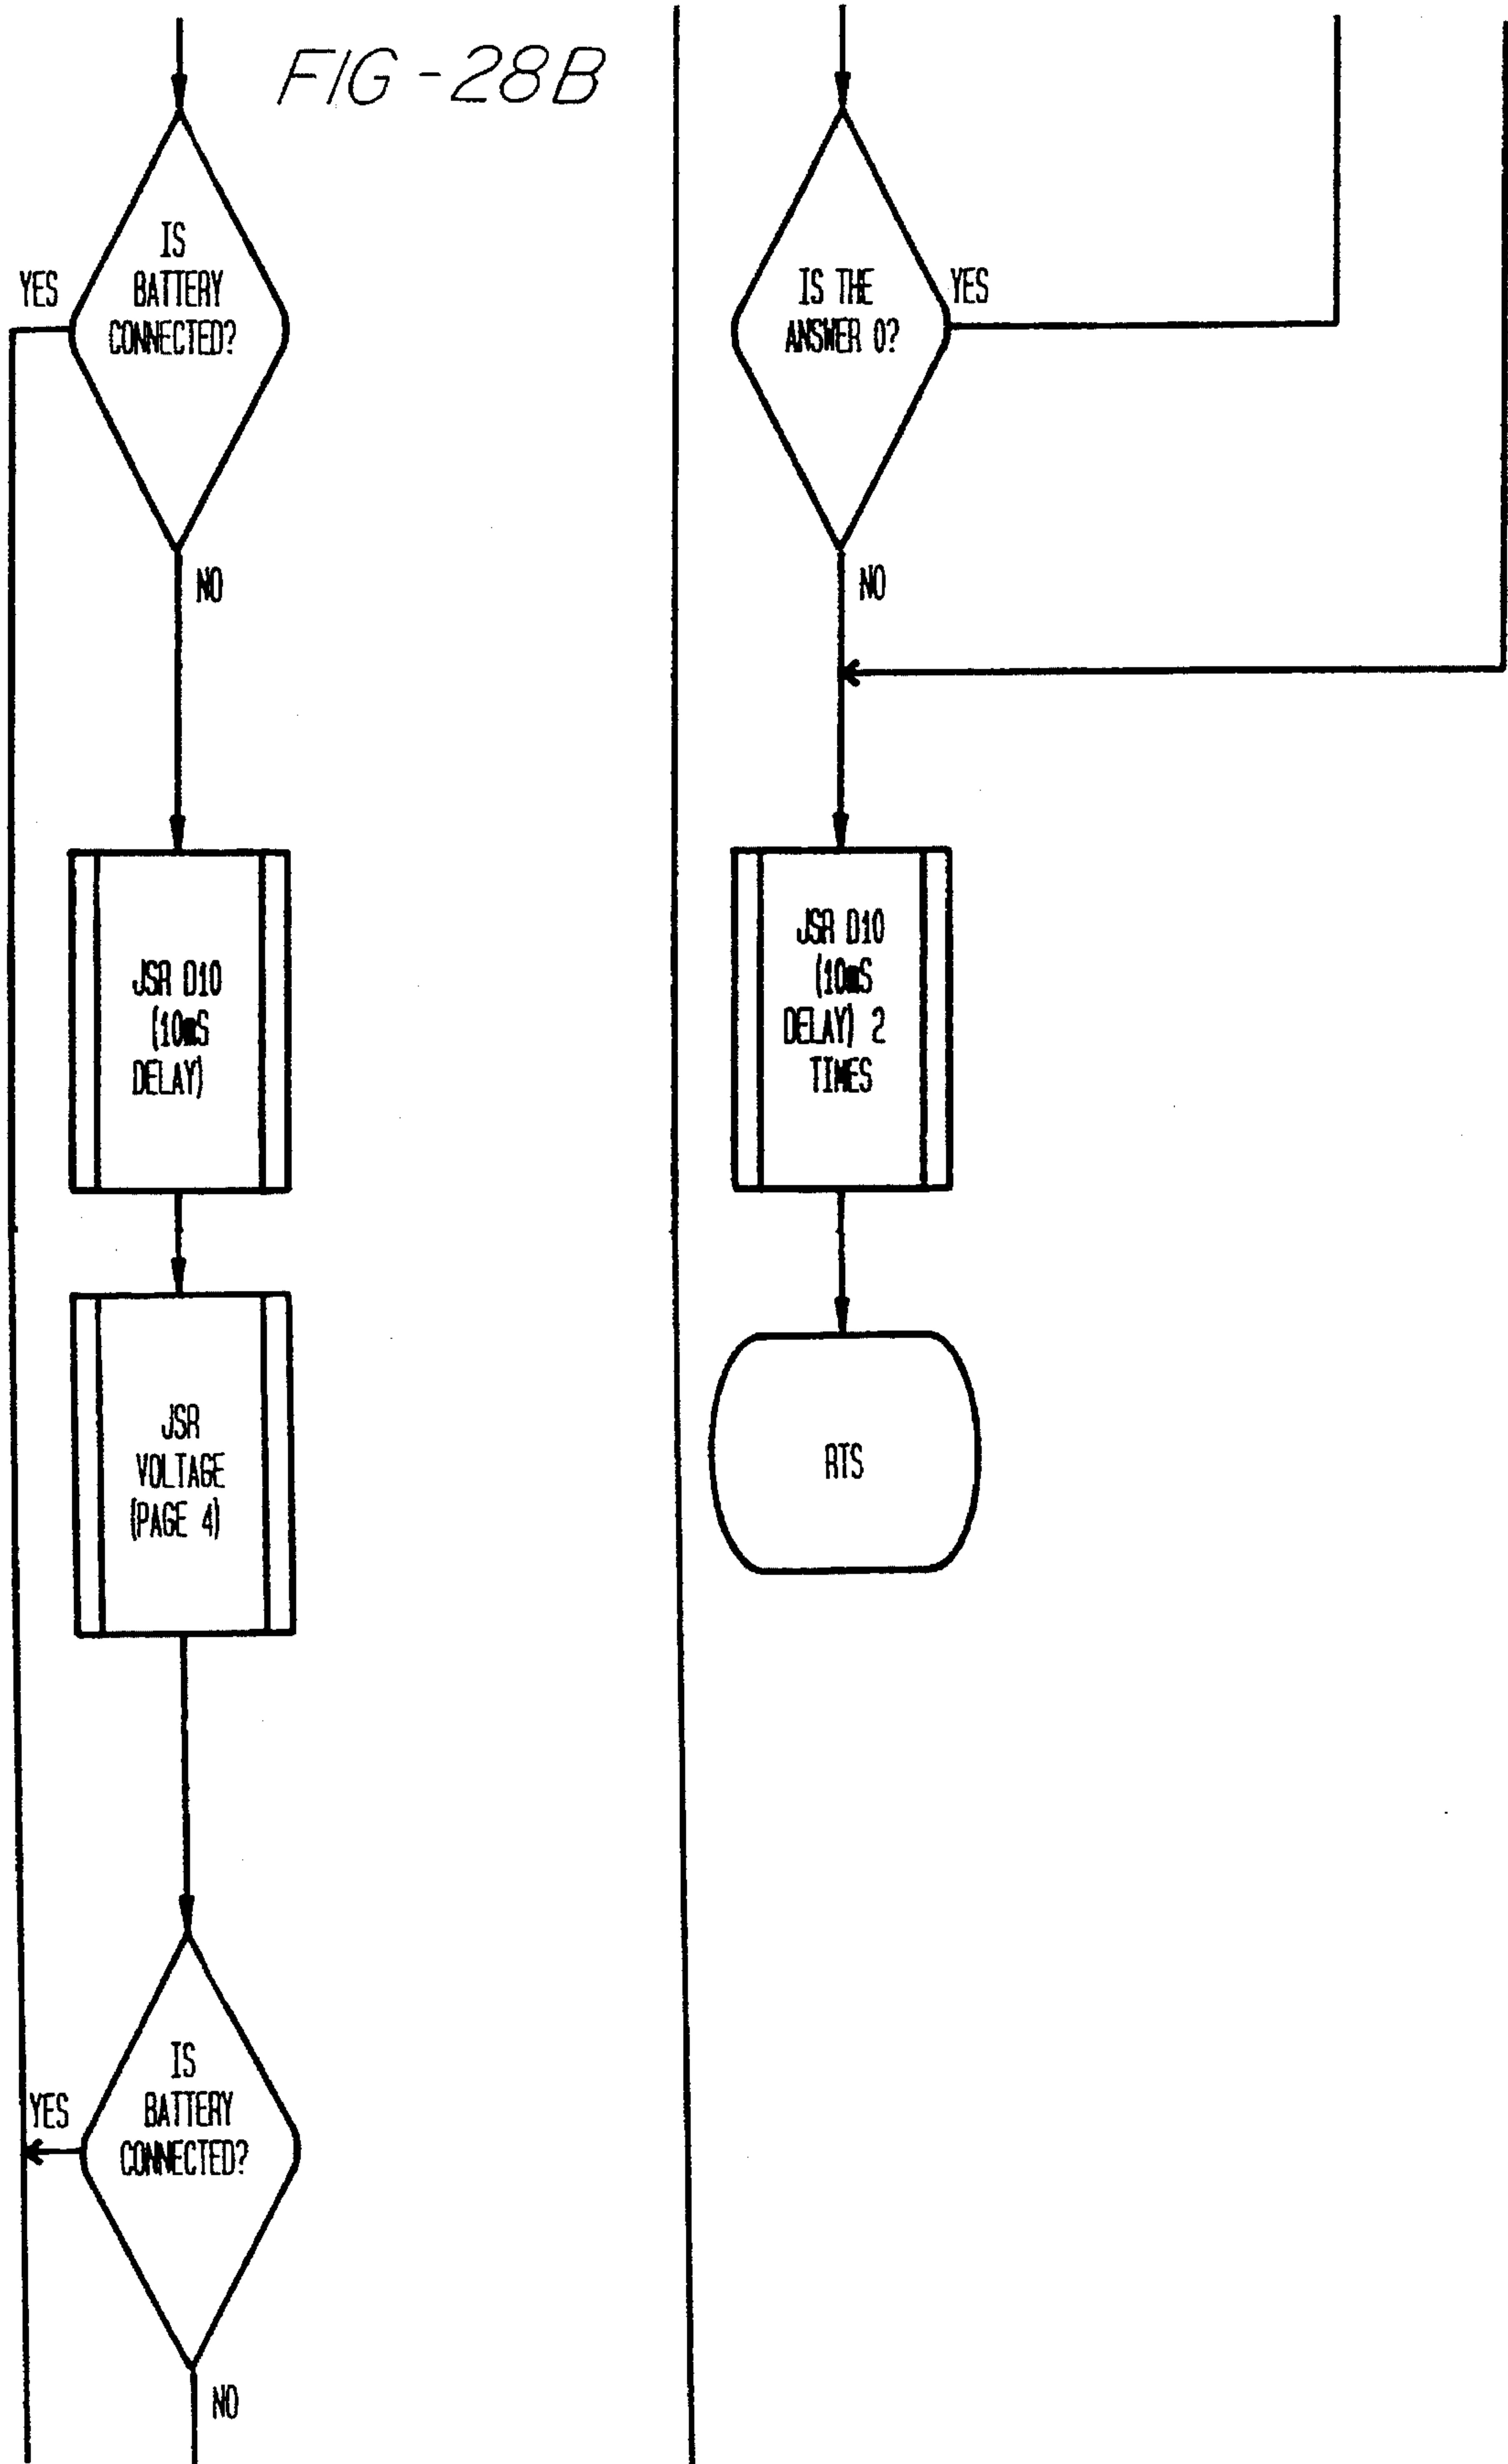 FIG-28B
IS
BATTERY
CONNECTED?
YES
NO
JSR D10
(10mS
DELAY)
JSR
VOLTAGE
(PAGE 4)
IS
BATTERY
CONNECTED?
YES
NO
IS THE
ANSWER 0?
YES
NO
JSR D10
(10mS
DELAY) 2
TIMES
RTS